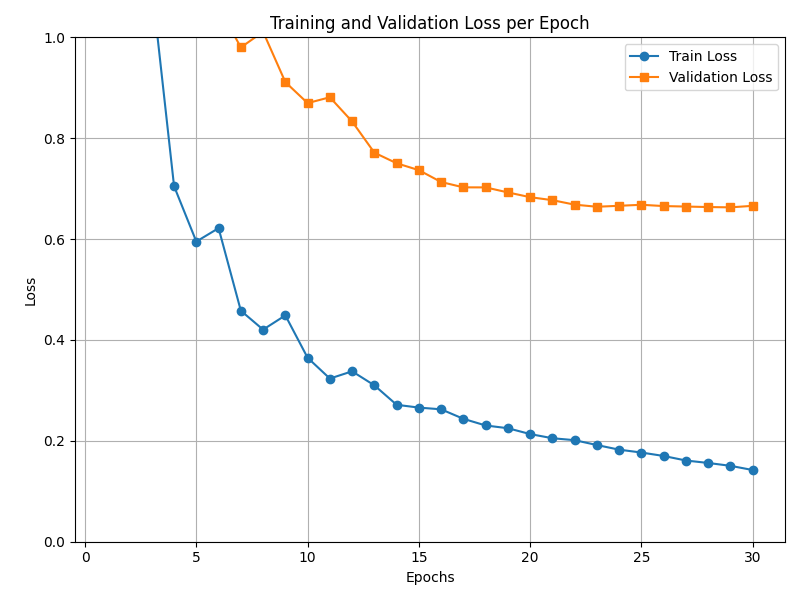 Training and Validation Loss per Epoch
Train Loss
Validation Loss
1.0
0.8
0.6
0.4
0.2
0.0
Loss
0 5 10 15 20 25 30
Epochs